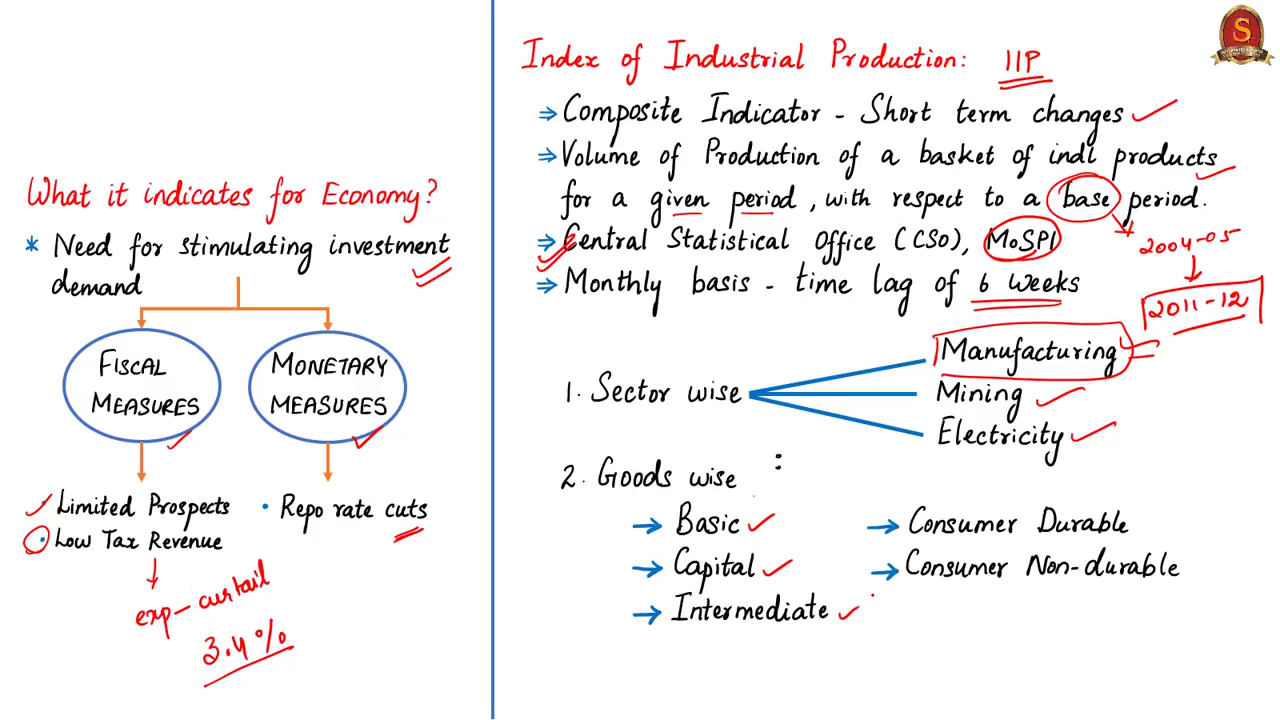 What it indicates for Economy?
* Need for stimulating investment
demand
FISCAL
MEASURES
MONETARY
MEASURES
Limited Prospects
• Low Tax Revenue
• Repo rate cuts
exp- curtail
3.4%
Index of Industrial Production: IIP
⇒ Composite Indicator - Short term changes
⇒ Volume of Production of a basket of indl products
for a given period, with respect to a base period.
⇒ Central Statistical Office (CSO), MoSPI
2004-05
⇒ Monthly basis - time lag of 6 weeks
2011-12
1. Sector wise
Manufacturing
Mining
Electricity
2. Goods wise :
→ Basic
→ Capital
→ Intermediate
→ Consumer Durable
→ Consumer Non-durable
S